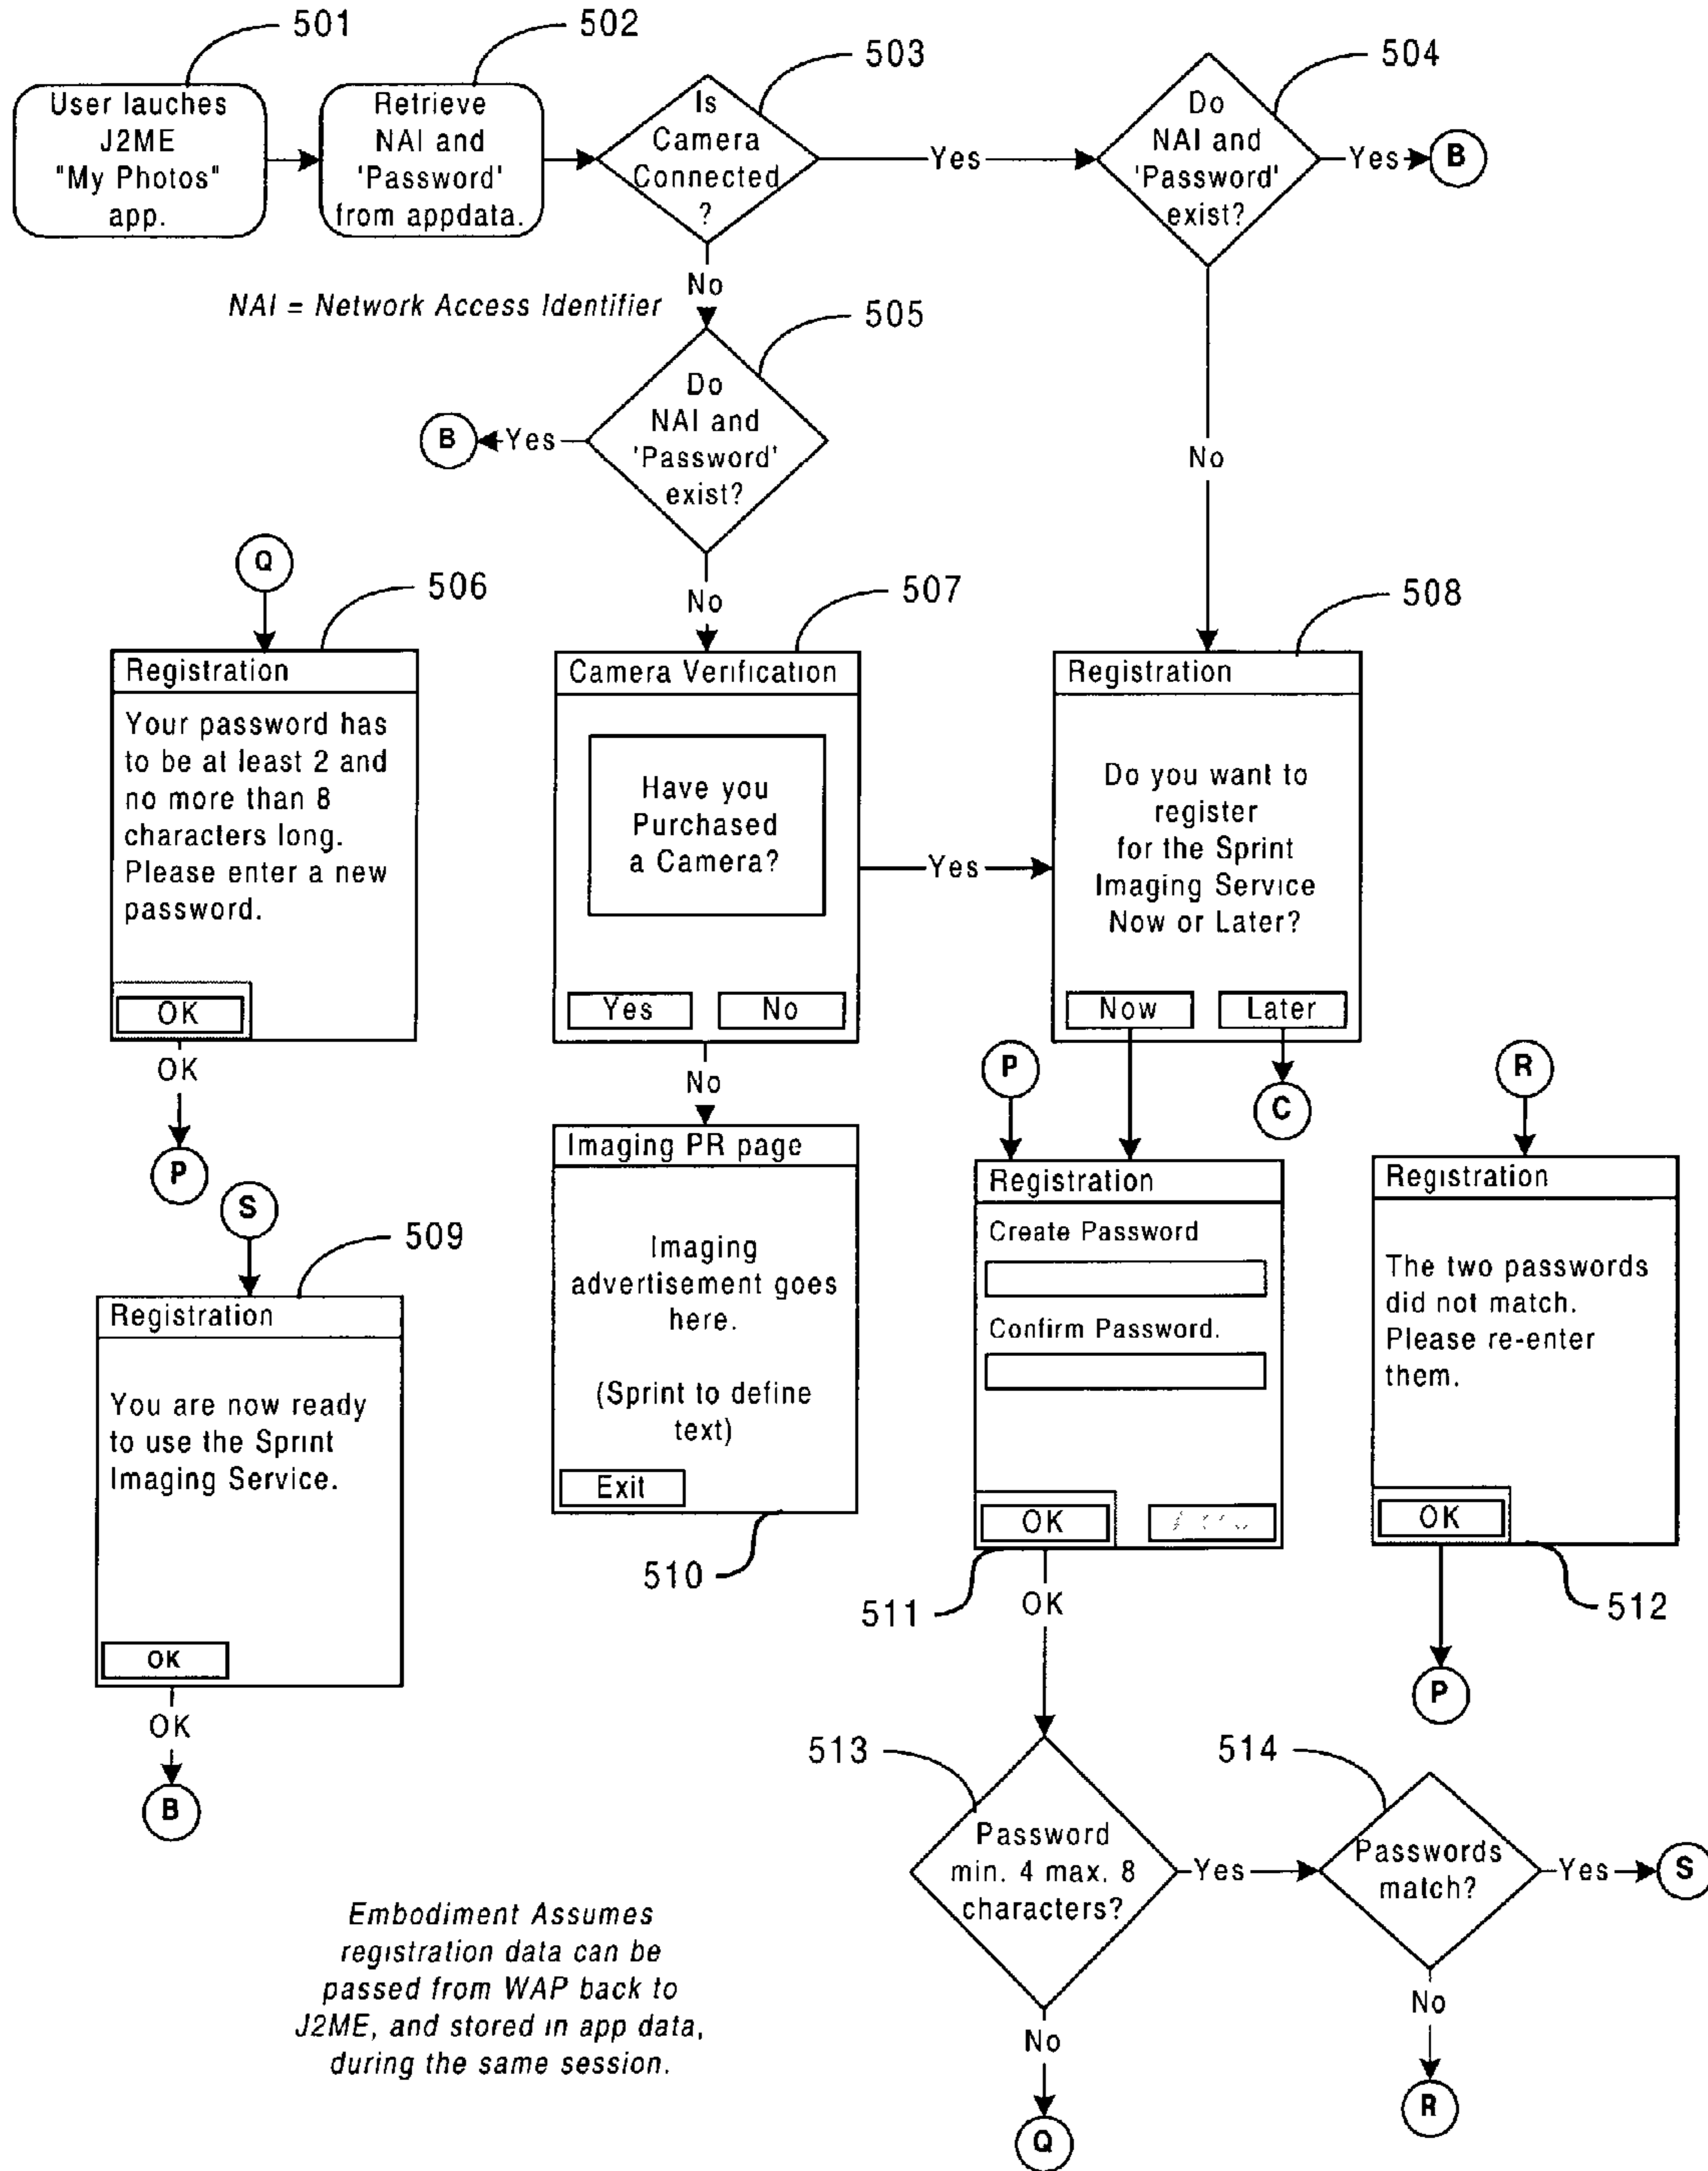 501
502
503
504
User lauches
J2ME
"My Photos"
app.
Retrieve
NAI and
'Password'
from appdata.
Is
Camera
Connected
?
Yes
Do
NAI and
'Password'
exist?
Yes
B
No
NAI = Network Access Identifier
505
Do
NAI and
'Password'
exist?
B
Yes
No
No
Q
506
Registration
Your password has
to be at least 2 and
no more than 8
characters long.
Please enter a new
password.
OK
OK
P
507
Camera Verification
Have you
Purchased
a Camera?
Yes
No
Yes
No
508
Registration
Do you want to
register
for the Sprint
Imaging Service
Now or Later?
Now
Later
C
P
R
S
509
Registration
You are now ready
to use the Sprint
Imaging Service.
OK
OK
B
Imaging PR page
Imaging
advertisement goes
here.
(Sprint to define
text)
Exit
510
Registration
Create Password
Confirm Password.
OK
511
OK
Registration
The two passwords
did not match.
Please re-enter
them.
OK
512
P
513
Password
min. 4 max. 8
characters?
Yes
514
Passwords
match?
Yes
S
No
Q
No
R
Embodiment Assumes
registration data can be
passed from WAP back to
J2ME, and stored in app data,
during the same session.